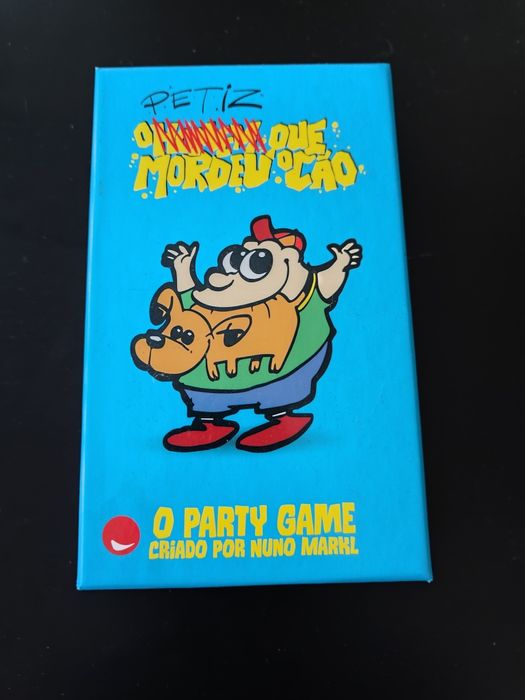 PETIZ
O QUE
MORDEU O CÃO
O PARTY GAME
CRIADO POR NUNO MARKL